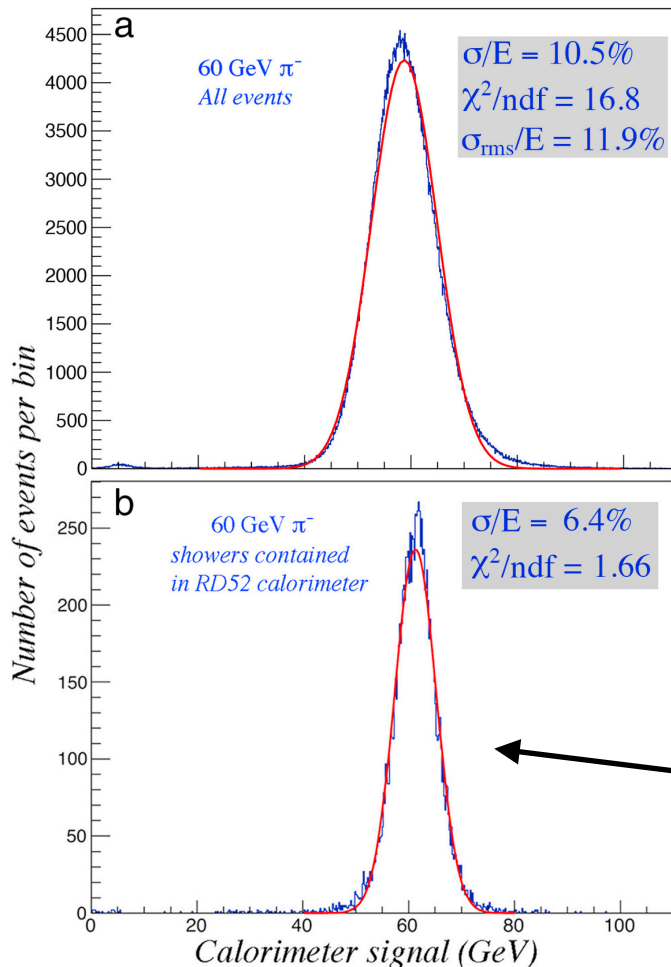 a
60 GeV π⁻
All events
σ/E = 10.5%
χ²/ndf = 16.8
σrms/E = 11.9%
4500
4000
3500
3000
2500
2000
1500
1000
500
0
Number of events per bin
b
60 GeV π⁻
showers contained
in RD52 calorimeter
σ/E = 6.4%
χ²/ndf = 1.66
250
200
150
100
50
0
0 20 40 60 80 100
Calorimeter signal (GeV)